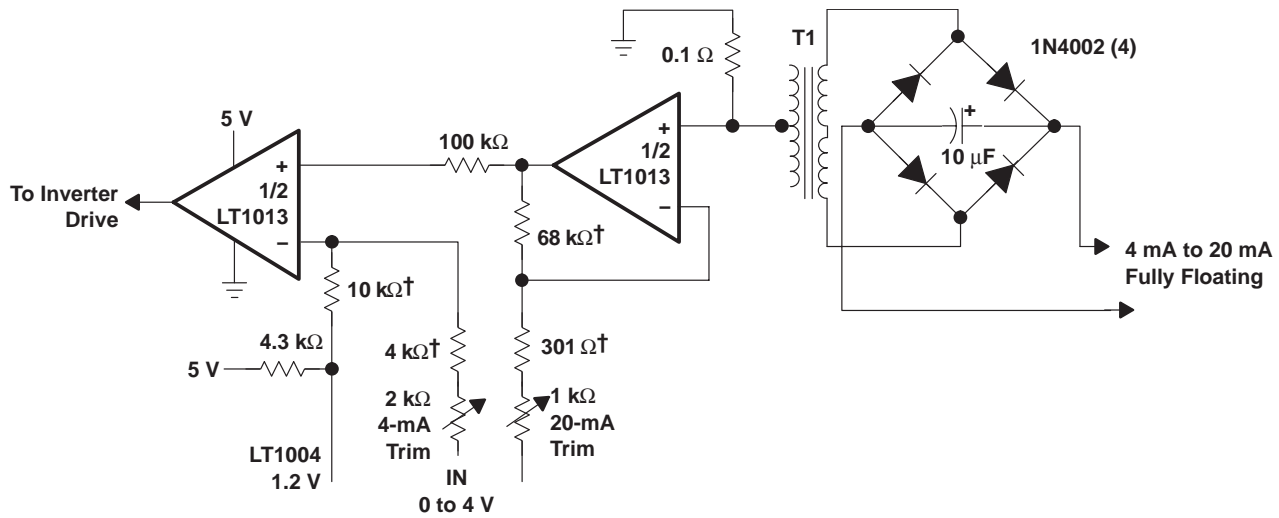 T1
1N4002 (4)
0.1 Ω
5 V
100 kΩ
+
1/2
LT1013
−
+
1/2
LT1013
−
+
10 μF
To Inverter
Drive
68 kΩ†
10 kΩ†
4 mA to 20 mA
Fully Floating
4.3 kΩ
5 V
4 kΩ†
301 Ω†
2 kΩ
4-mA
Trim
1 kΩ
20-mA
Trim
LT1004
1.2 V
IN
0 to 4 V